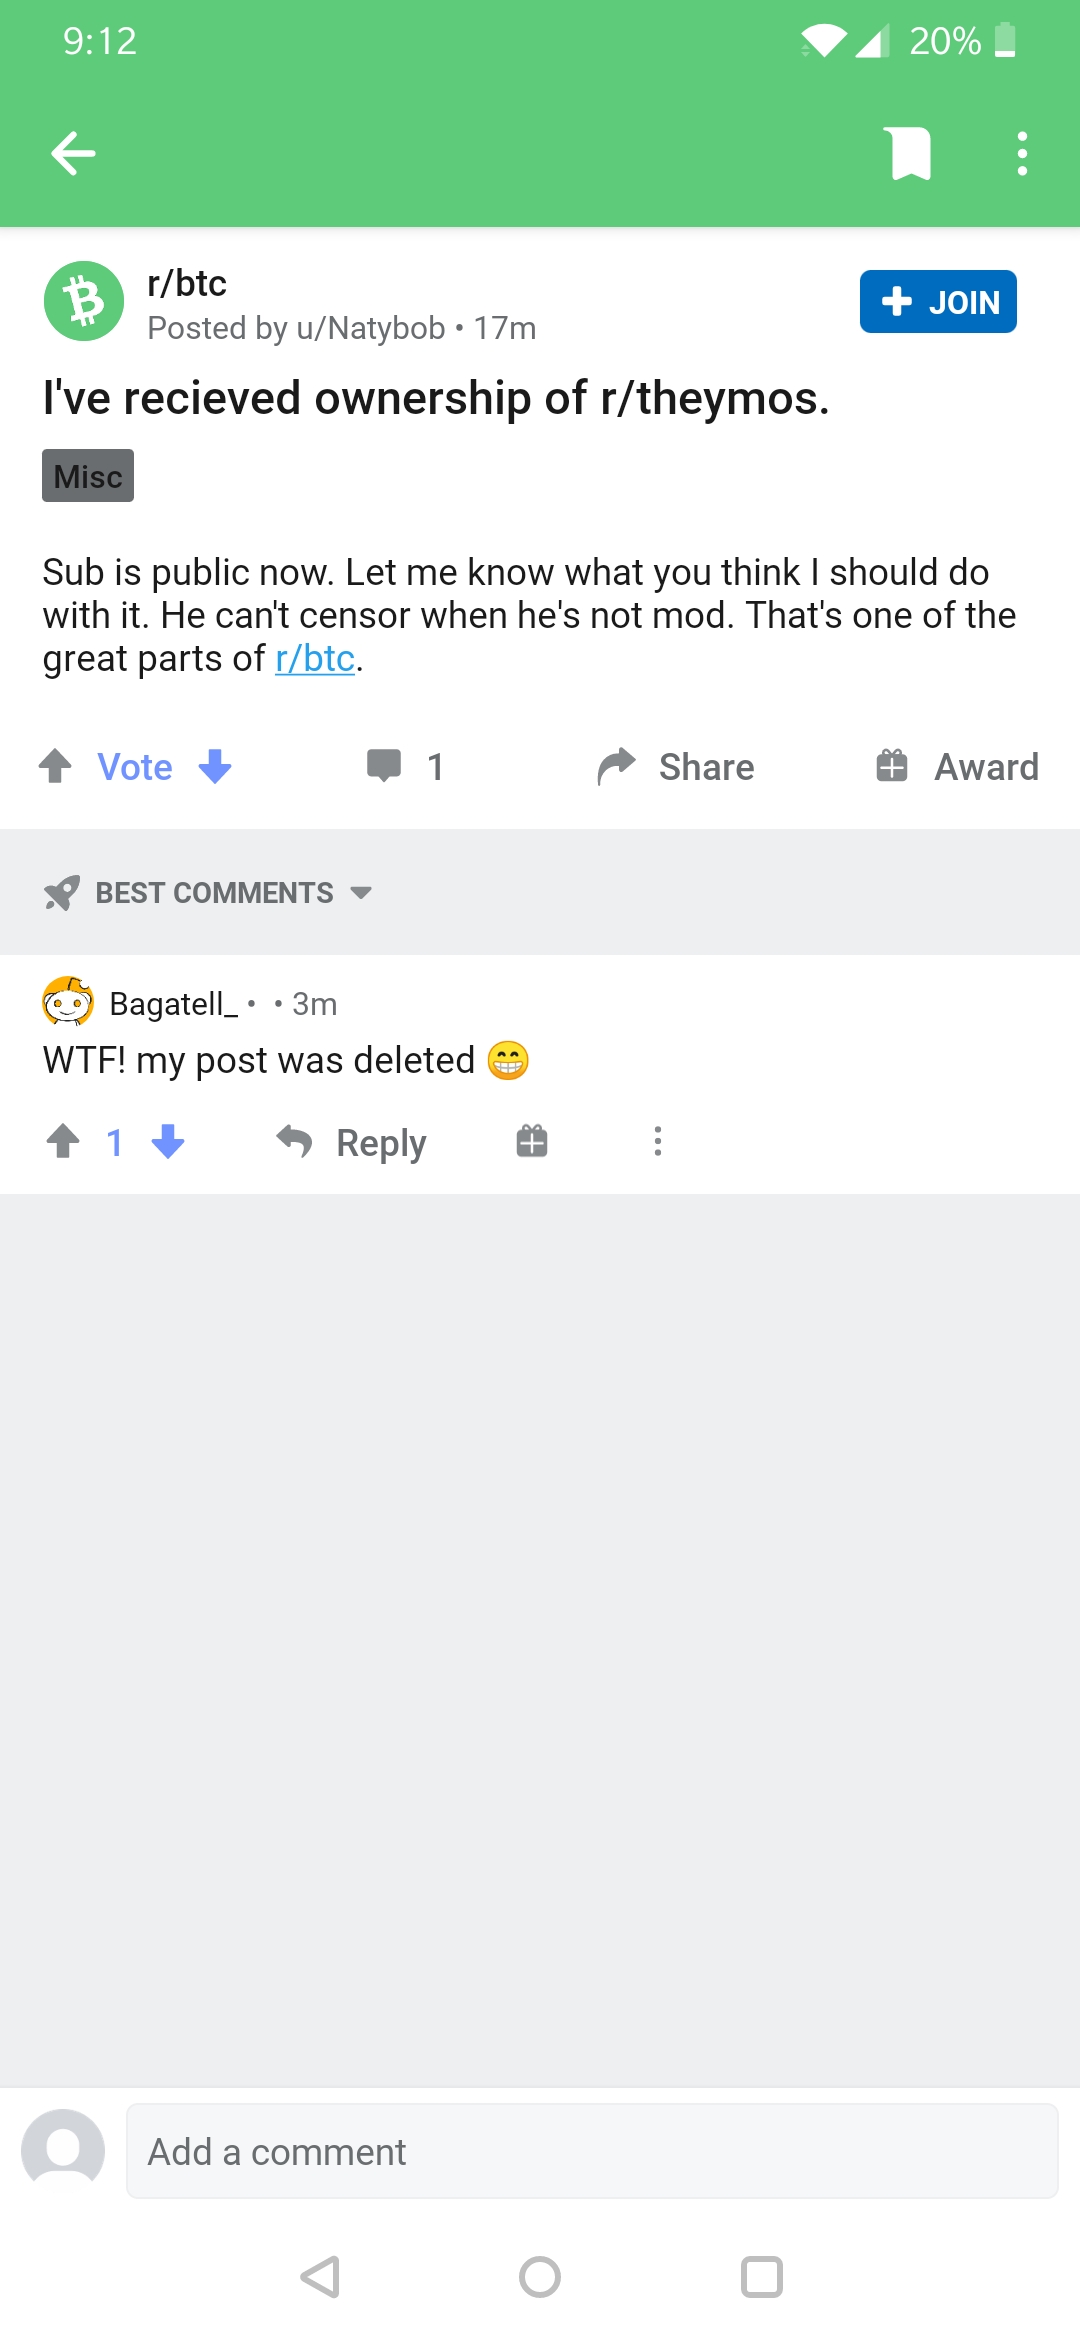 9:12
20%
r/btc
Posted by u/Natybob • 17m
+ JOIN
I've recieved ownership of r/theymos.
Misc
Sub is public now. Let me know what you think I should do
with it. He can't censor when he's not mod. That's one of the
great parts of r/btc.
Vote 1 Share Award
BEST COMMENTS
Bagatell_ • • 3m
WTF! my post was deleted 😁
1 Reply
Add a comment